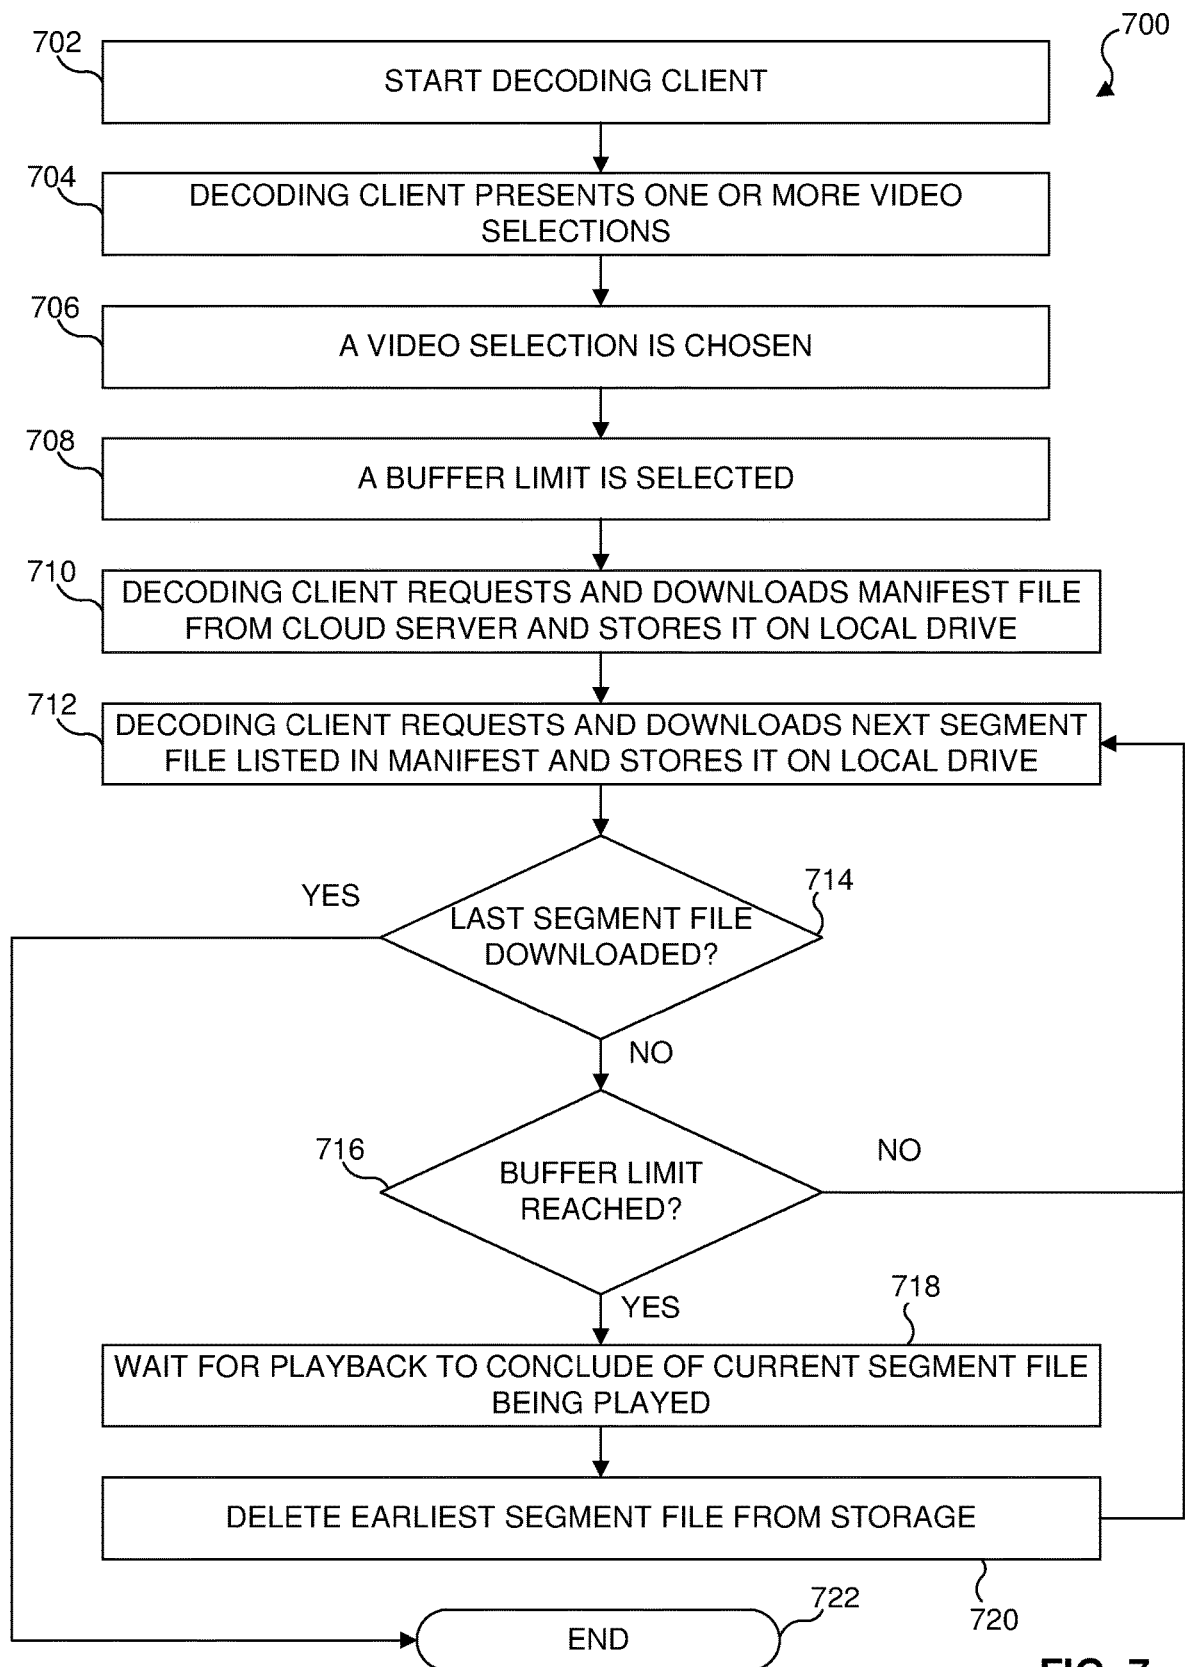 700
702
START DECODING CLIENT
704
DECODING CLIENT PRESENTS ONE OR MORE VIDEO
SELECTIONS
706
A VIDEO SELECTION IS CHOSEN
708
A BUFFER LIMIT IS SELECTED
710
DECODING CLIENT REQUESTS AND DOWNLOADS MANIFEST FILE
FROM CLOUD SERVER AND STORES IT ON LOCAL DRIVE
712
DECODING CLIENT REQUESTS AND DOWNLOADS NEXT SEGMENT
FILE LISTED IN MANIFEST AND STORES IT ON LOCAL DRIVE
YES
714
LAST SEGMENT FILE
DOWNLOADED?
NO
716
NO
BUFFER LIMIT
REACHED?
718
YES
WAIT FOR PLAYBACK TO CONCLUDE OF CURRENT SEGMENT FILE
BEING PLAYED
DELETE EARLIEST SEGMENT FILE FROM STORAGE
720
722
END
FIG. 7